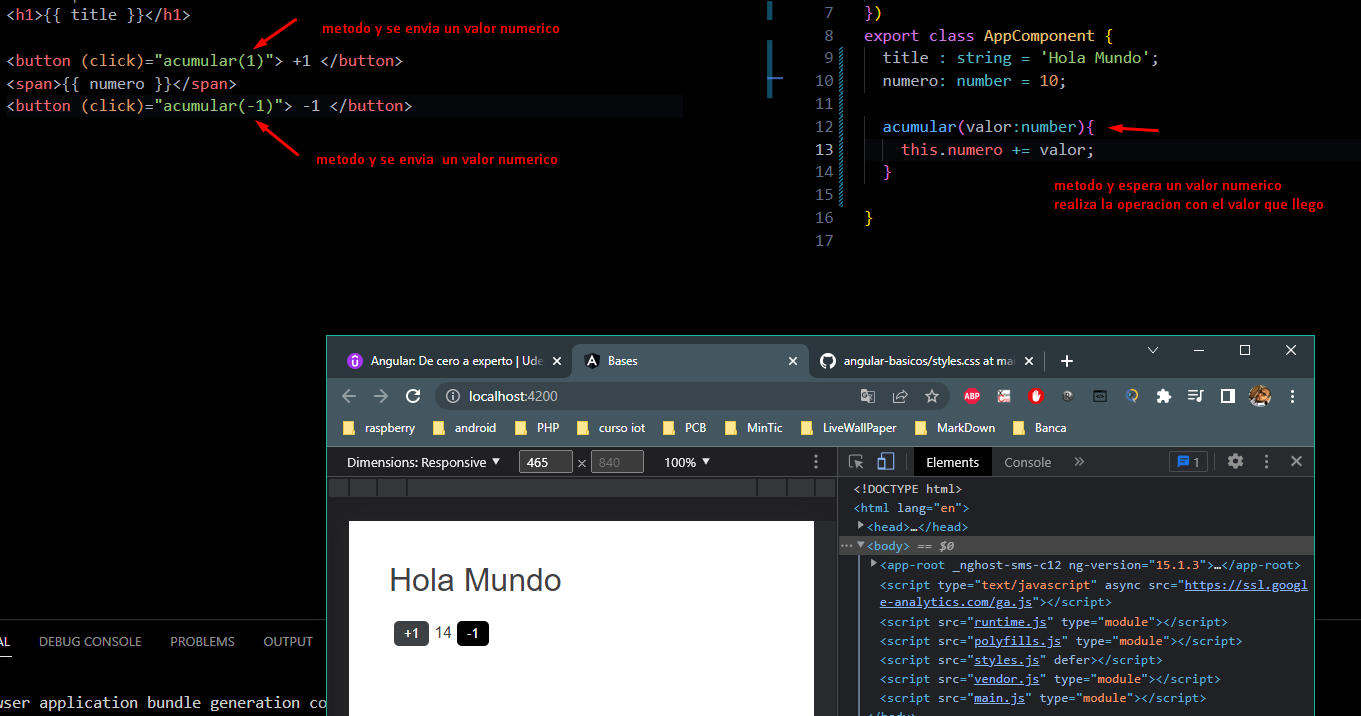 <h1>{{ title }}</h1>
metodo y se envia un valor numerico
<button (click)="acumular(1)"> +1 </button>
<span>{{ numero }}</span>
<button (click)="acumular(-1)"> -1 </button>
metodo y se envia un valor numerico
7 })
8 export class AppComponent {
9 title : string = 'Hola Mundo';
10 numero: number = 10;
11
12 acumular(valor:number){
13 this.numero += valor;
14 }
15
16 }
17
metodo y espera un valor numerico
realiza la operacion con el valor que llego
Angular: De cero a experto | Ude
Bases
angular-basicos/styles.css at mai
localhost:4200
ABP
raspberry android PHP curso iot PCB MinTic LiveWallPaper MarkDown Banca
Dimensions: Responsive 465 × 840 100%
Elements Console » 1
<!DOCTYPE html>
<html lang="en">
<head>…</head>
<body> == $0
<app-root _nghost-sms-c12 ng-version="15.1.3">…</app-root>
<script type="text/javascript" async src="https://ssl.googl
e-analytics.com/ga.js"></script>
<script src="runtime.js" type="module"></script>
<script src="polyfills.js" type="module"></script>
<script src="styles.js" defer></script>
<script src="vendor.js" type="module"></script>
<script src="main.js" type="module"></script>
</body>
Hola Mundo
+1 14 -1
AL DEBUG CONSOLE PROBLEMS OUTPUT
wser application bundle generation co